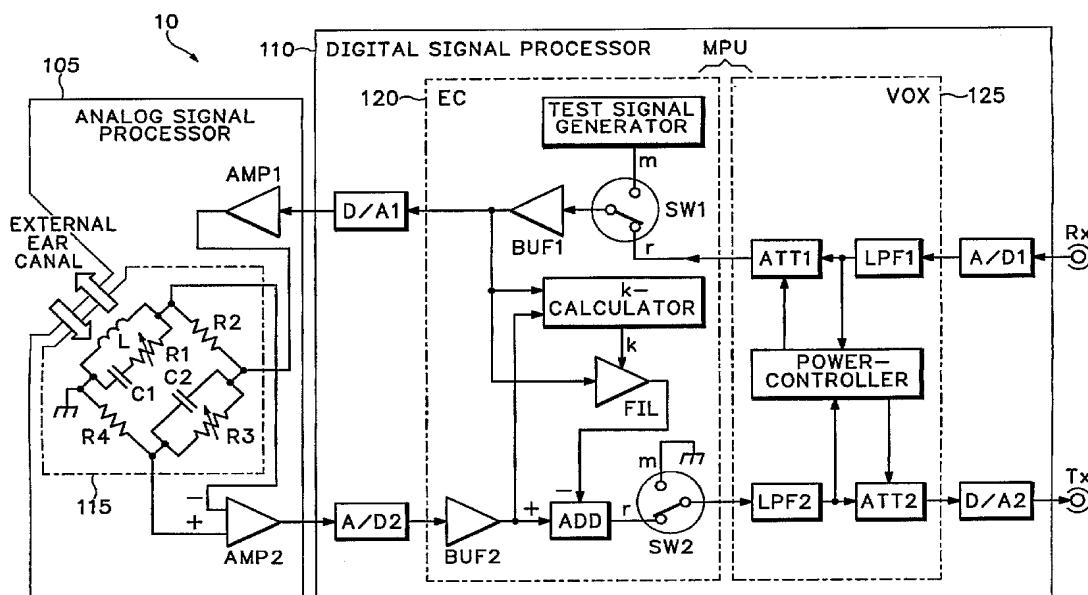 10
110
DIGITAL SIGNAL PROCESSOR
MPU
105
120
EC
VOX
125
ANALOG SIGNAL
PROCESSOR
TEST SIGNAL
GENERATOR
m
AMP1
D/A1
BUF1
SW1
r
EXTERNAL
EAR
CANAL
ATT1
LPF1
A/D1
Rx
k-
CALCULATOR
k
L
R1
R2
C1
C2
R4
R3
FIL
POWER-
CONTROLLER
115
m
−
+
AMP2
A/D2
BUF2
+
−
ADD
r
SW2
LPF2
ATT2
D/A2
Tx